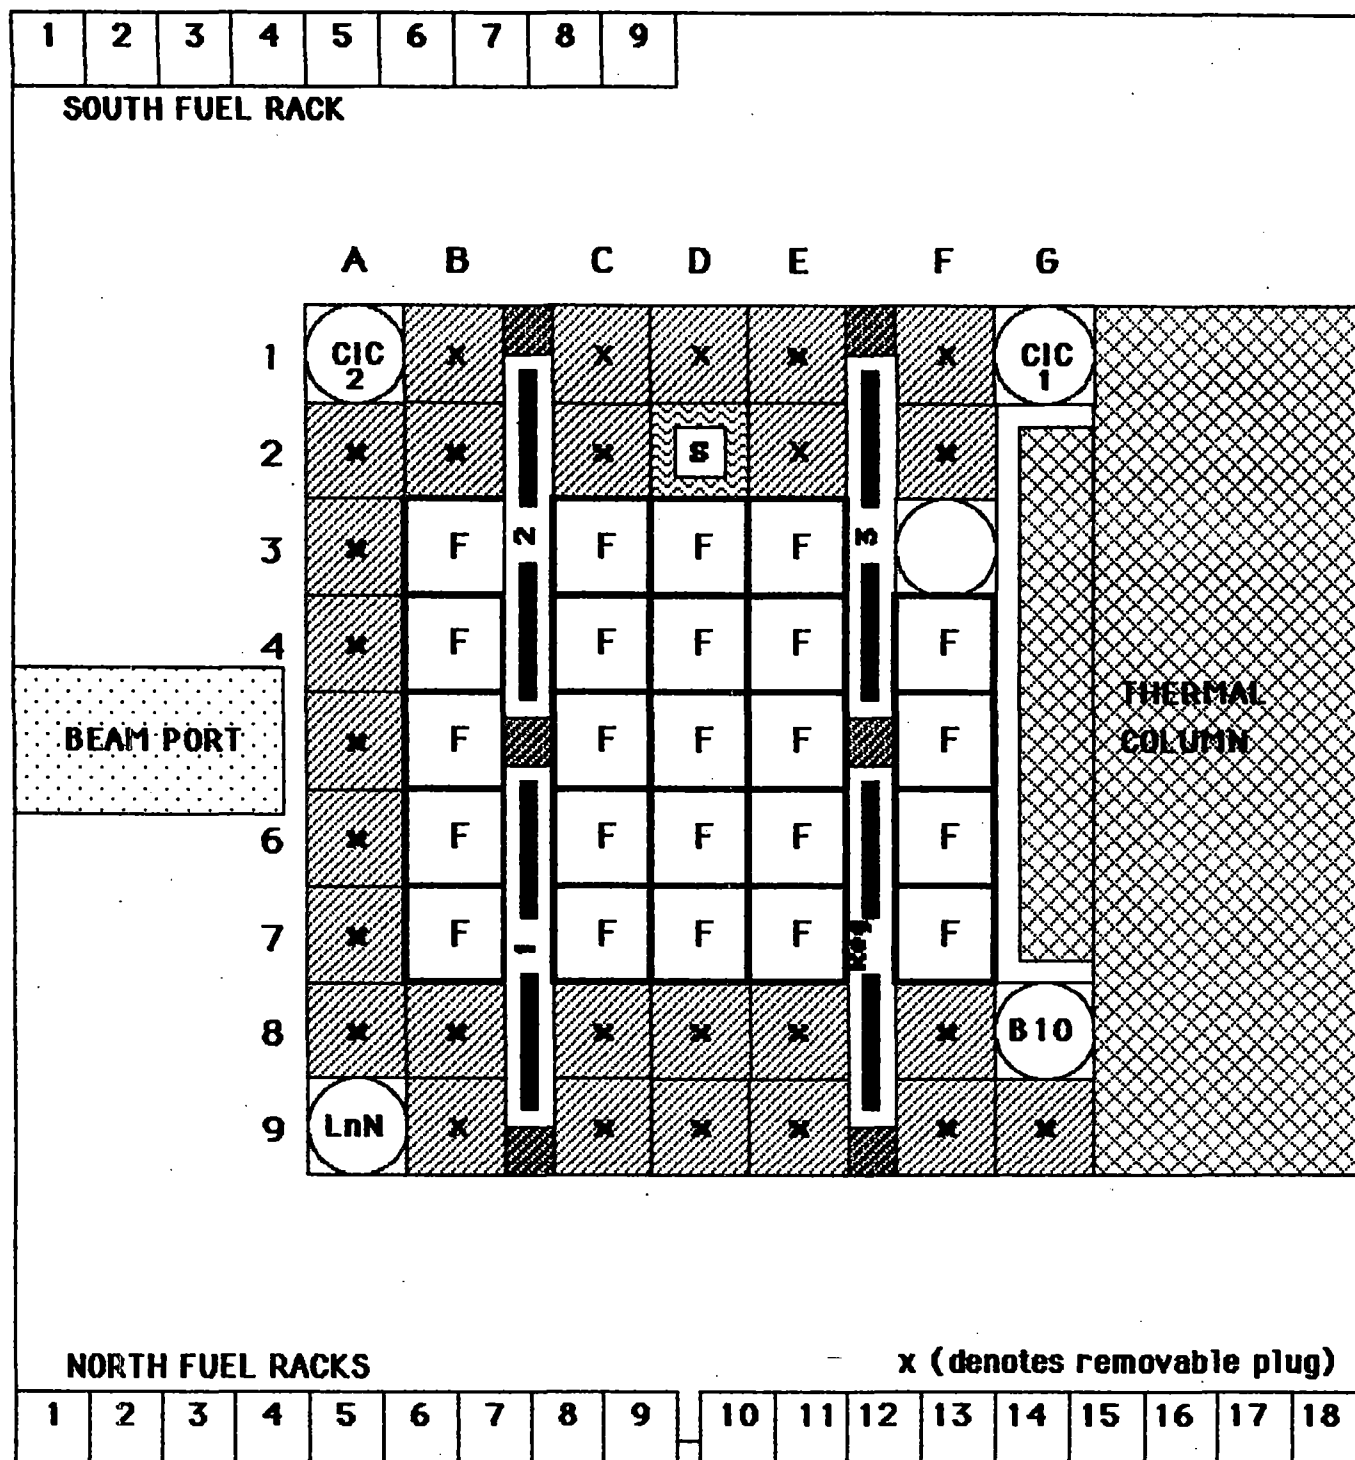 1 2 3 4 5 6 7 8 9
SOUTH FUEL RACK
A B C D E F G
1 CIC 2 x x x x x CIC 1
2 x x x S x x
3 x F 2 F F F 3
4 x F F F F F
BEAM PORT x F F F F F THERMAL COLUMN
6 x F F F F F
7 x F 1 F F F Reg F
8 x x x x x x B10
9 LnN x x x x x x
NORTH FUEL RACKS x (denotes removable plug)
1 2 3 4 5 6 7 8 9 10 11 12 13 14 15 16 17 18